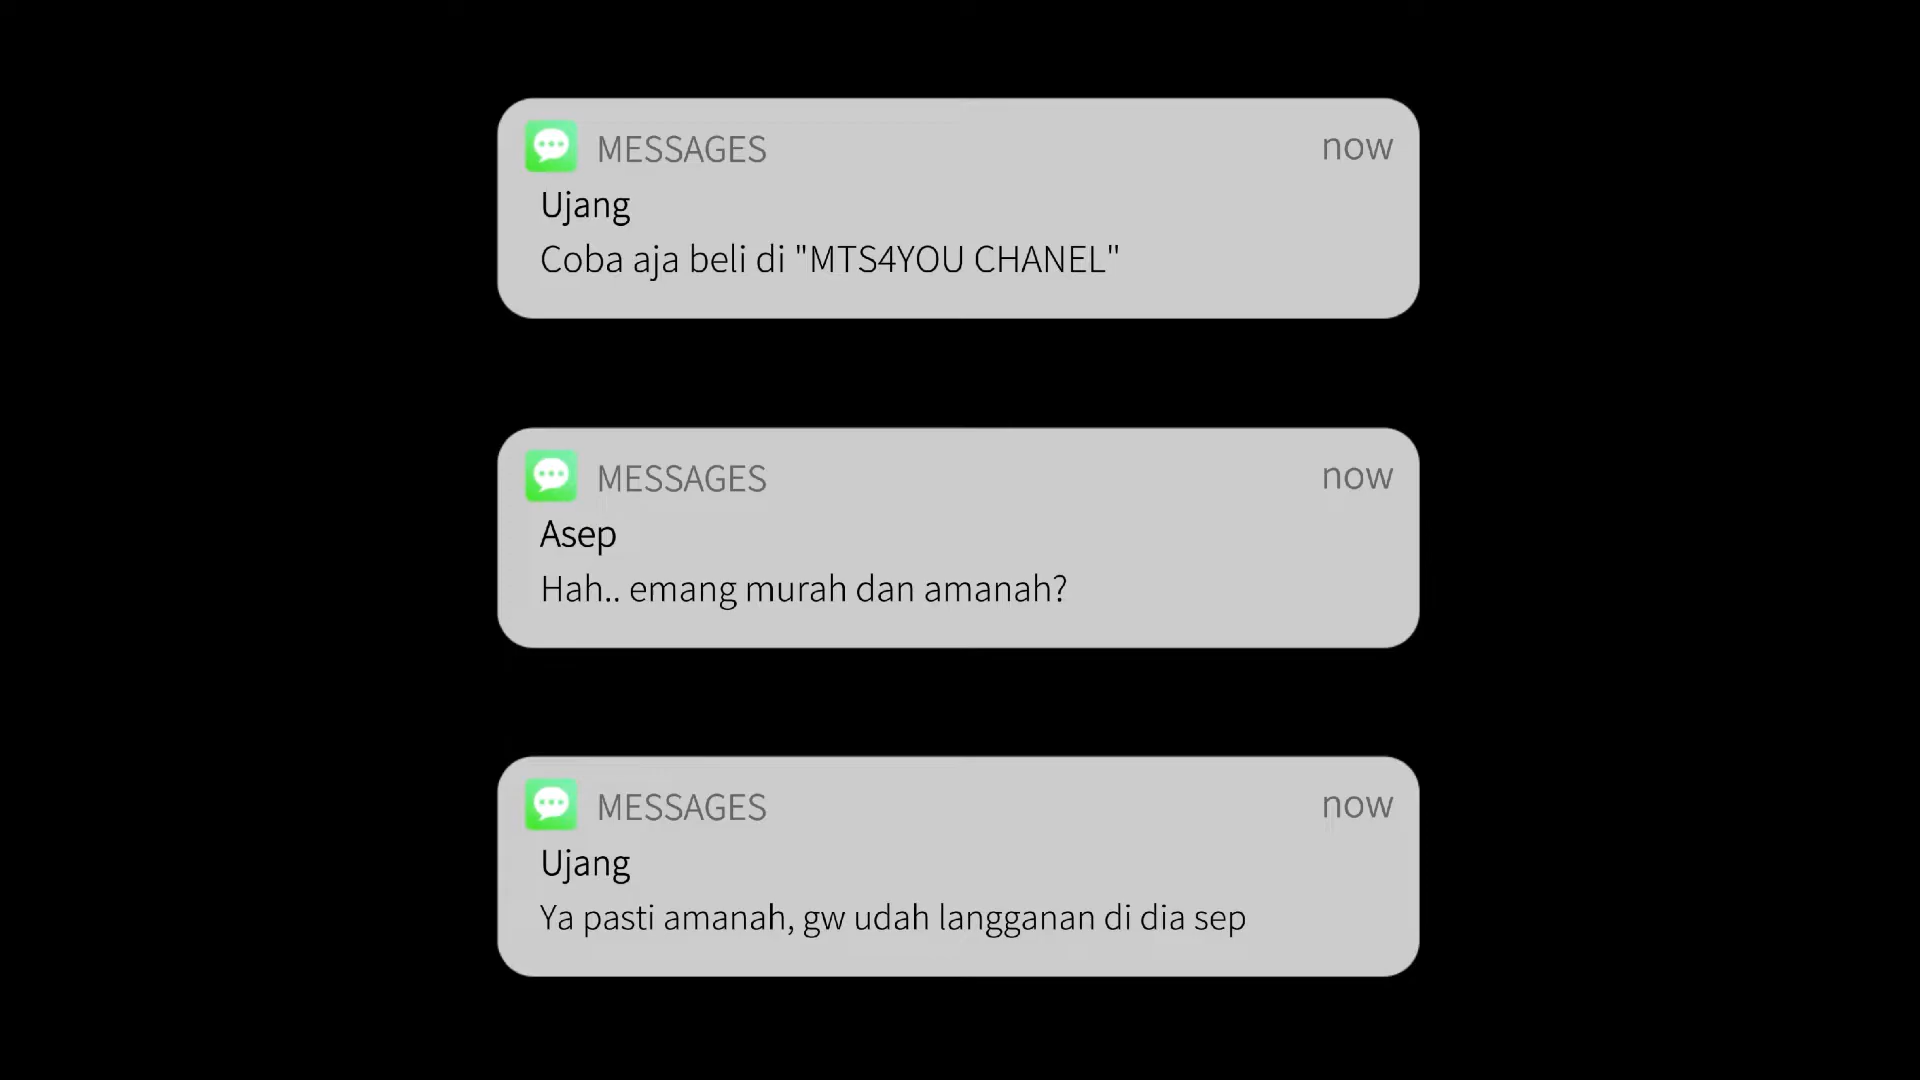 MESSAGES now
Ujang
Coba aja beli di "MTS4YOU CHANEL"
MESSAGES now
Asep
Hah.. emang murah dan amanah?
MESSAGES now
Ujang
Ya pasti amanah, gw udah langganan di dia sep